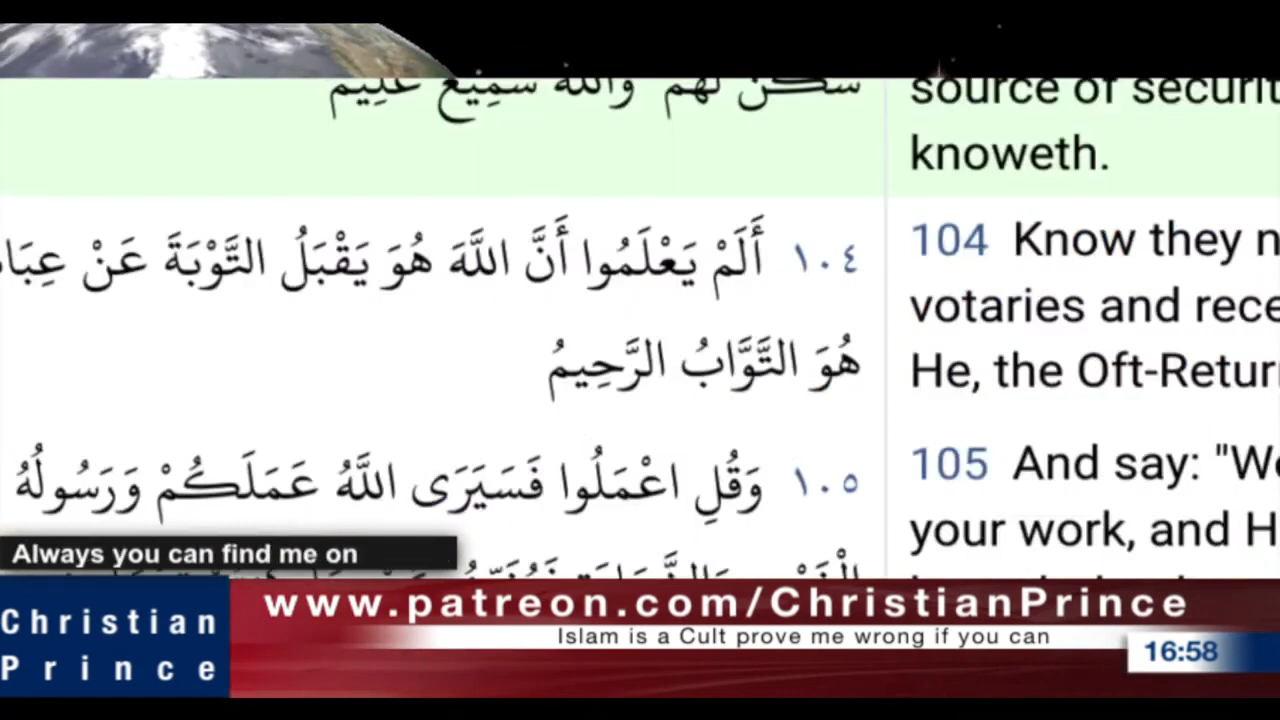 سَكَنٌ لَهُمْ وَاللَّهُ سَمِيعٌ عَلِيمٌ
source of securit
knoweth.
١٠٤ أَلَمْ يَعْلَمُوا أَنَّ اللَّهَ هُوَ يَقْبَلُ التَّوْبَةَ عَنْ عِبَا
هُوَ التَّوَّابُ الرَّحِيمُ
104 Know they n
votaries and rece
He, the Oft-Retur
١٠٥ وَقُلِ اعْمَلُوا فَسَيَرَى اللَّهُ عَمَلَكُمْ وَرَسُولُهُ
105 And say: "Wo
your work, and H
Always you can find me on
www.patreon.com/ChristianPrince
Islam is a Cult prove me wrong if you can
Christian
Prince
16:58